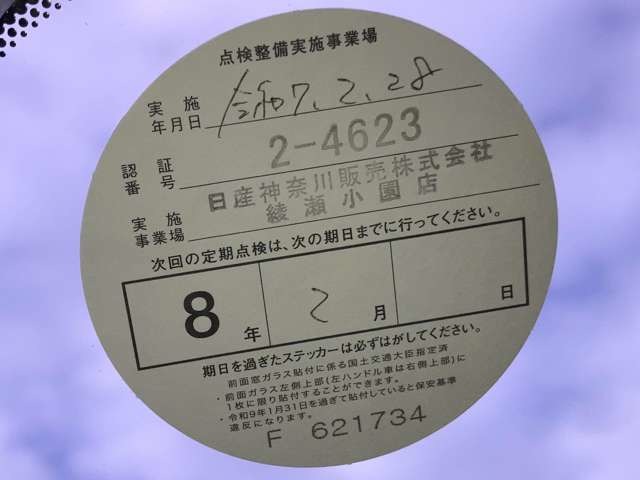 点検整備実施事業場
実施
年月日 令和7.2.28
認証
番号 2-4623
日産神奈川販売株式会社
綾瀬小園店
実施
事業場
次回の定期点検は、次の期日までに行ってください。
8年 2月 日
期日を過ぎたステッカーは必ずはがしてください。
前面窓ガラス貼付に係る国土交通大臣指定済
・前面ガラス左側上部(左ハンドル車は右側上部)に
1枚に限り貼付することができます。
・令和9年1月31日を過ぎて貼付していると保安基準
違反になります。
F 621734